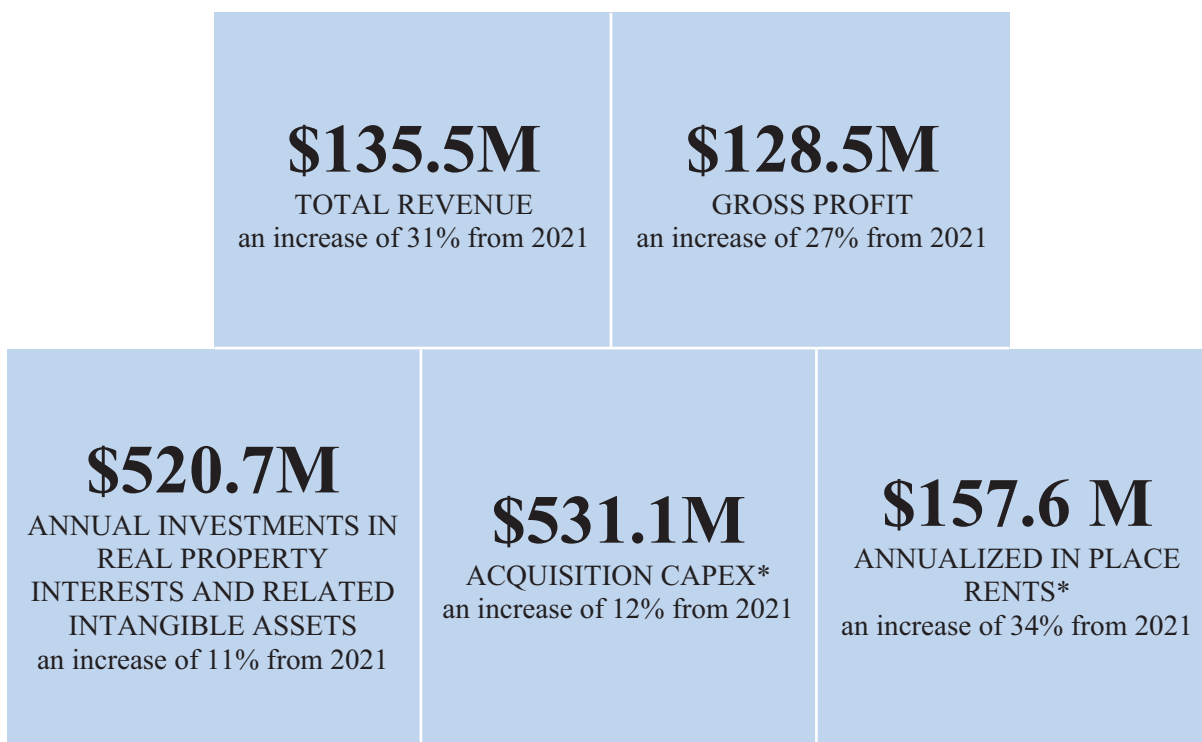 $135.5M
TOTAL REVENUE
an increase of 31% from 2021
$128.5M
GROSS PROFIT
an increase of 27% from 2021
$520.7M
ANNUAL INVESTMENTS IN
REAL PROPERTY
INTERESTS AND RELATED
INTANGIBLE ASSETS
an increase of 11% from 2021
$531.1M
ACQUISITION CAPEX*
an increase of 12% from 2021
$157.6 M
ANNUALIZED IN PLACE
RENTS*
an increase of 34% from 2021